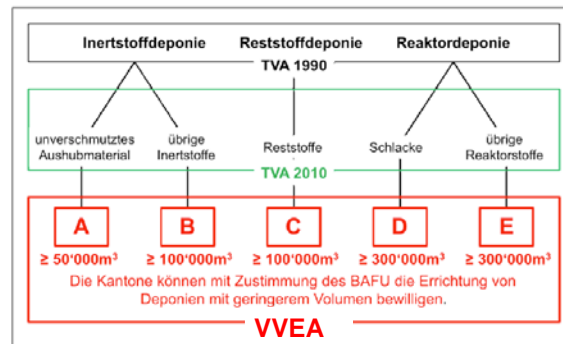 Inertstoffdeponie Reststoffdeponie Reaktordeponie
TVA 1990
unverschmutztes Aushubmaterial
übrige Inertstoffe
Reststoffe
Schlacke
übrige Reaktorstoffe
TVA 2010
A B C D E
≥ 50‘000m³ ≥ 100‘000m³ ≥ 100‘000m³ ≥ 300‘000m³ ≥ 300‘000m³
Die Kantone können mit Zustimmung des BAFU die Errichtung von
Deponien mit geringerem Volumen bewilligen.
VVEA